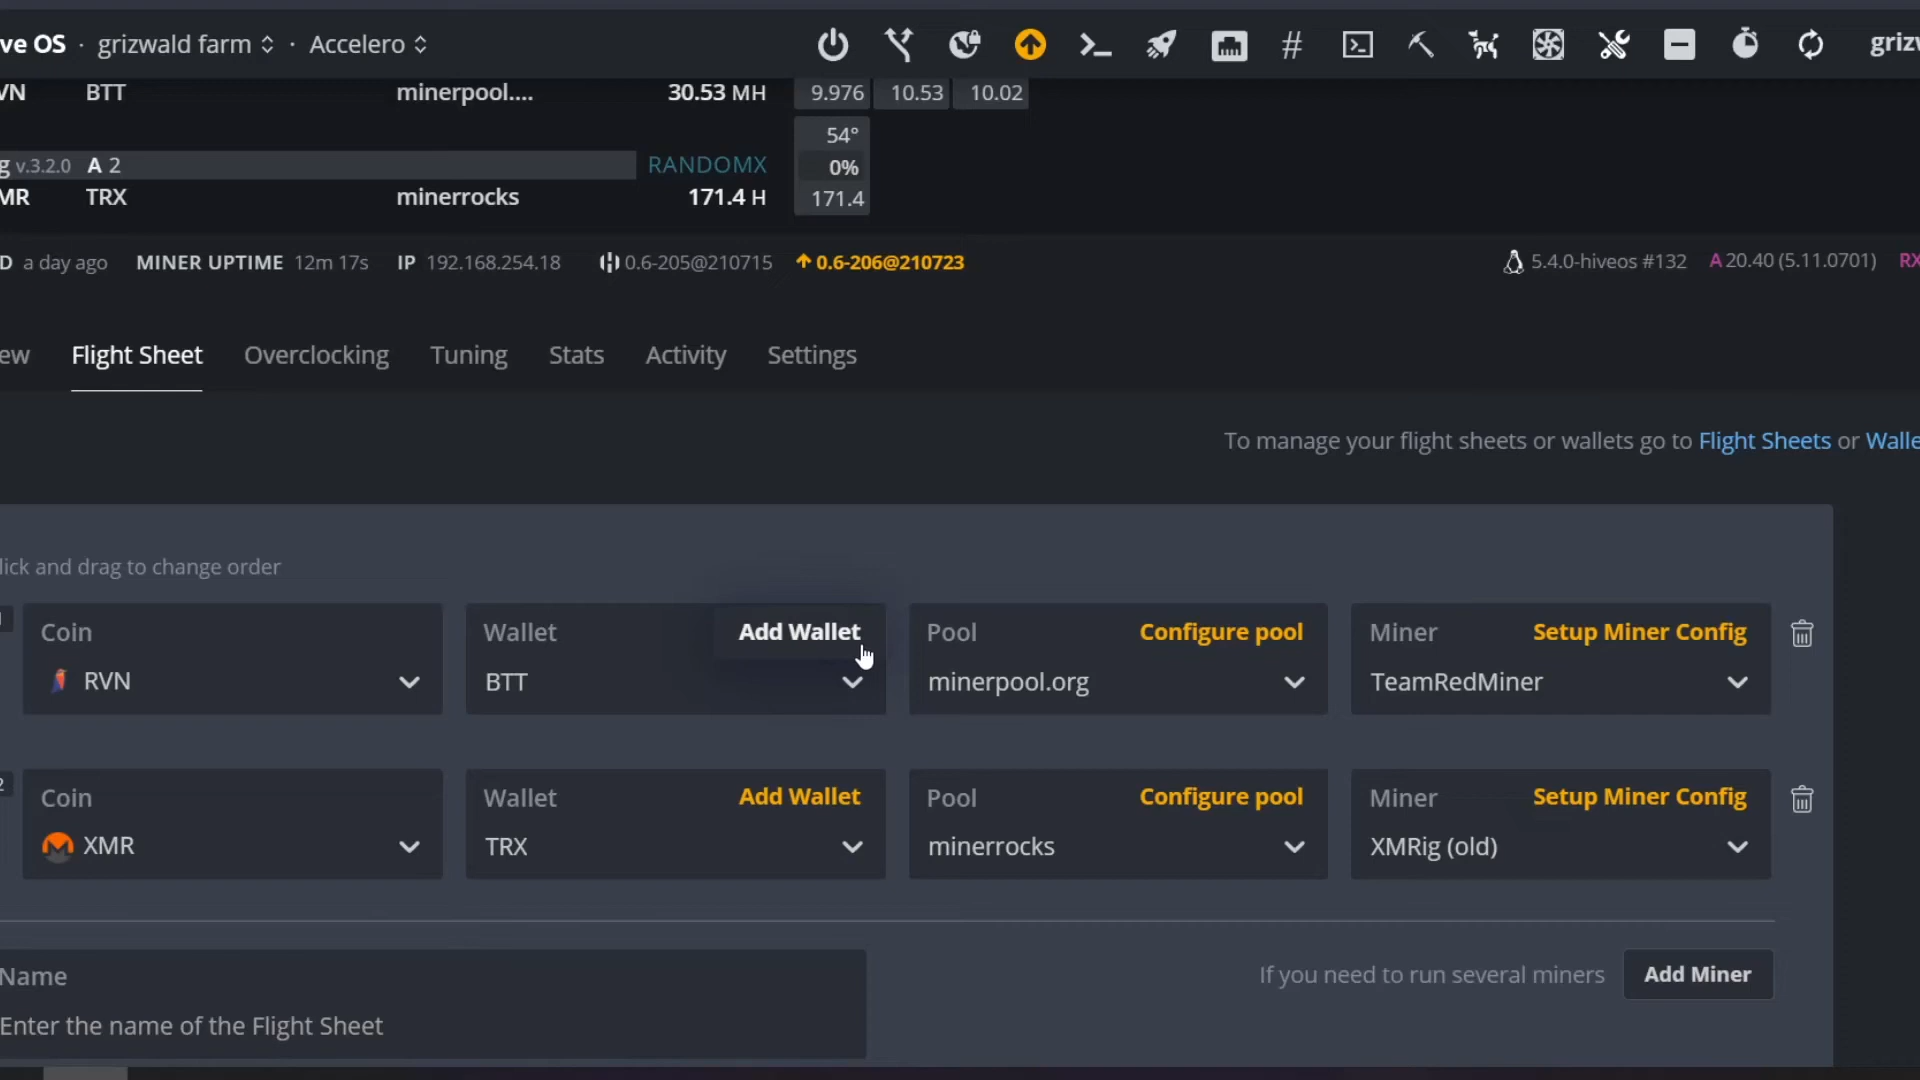 ve OS · grizwald farm · Accelero griz
VN BTT minerpool.... 30.53 MH 9.976 10.53 10.02
54°
g v.3.2.0 A 2 RANDOMX 0%
MR TRX minerrocks 171.4 H 171.4
D a day ago MINER UPTIME 12m 17s IP 192.168.254.18 0.6-205@210715 0.6-206@210723 5.4.0-hiveos #132 A 20.40 (5.11.0701) RX
ew Flight Sheet Overclocking Tuning Stats Activity Settings
To manage your flight sheets or wallets go to Flight Sheets or Walle
lick and drag to change order
Coin Wallet Add Wallet Pool Configure pool Miner Setup Miner Config
RVN BTT minerpool.org TeamRedMiner
2 Coin Wallet Add Wallet Pool Configure pool Miner Setup Miner Config
XMR TRX minerrocks XMRig (old)
Name If you need to run several miners Add Miner
Enter the name of the Flight Sheet